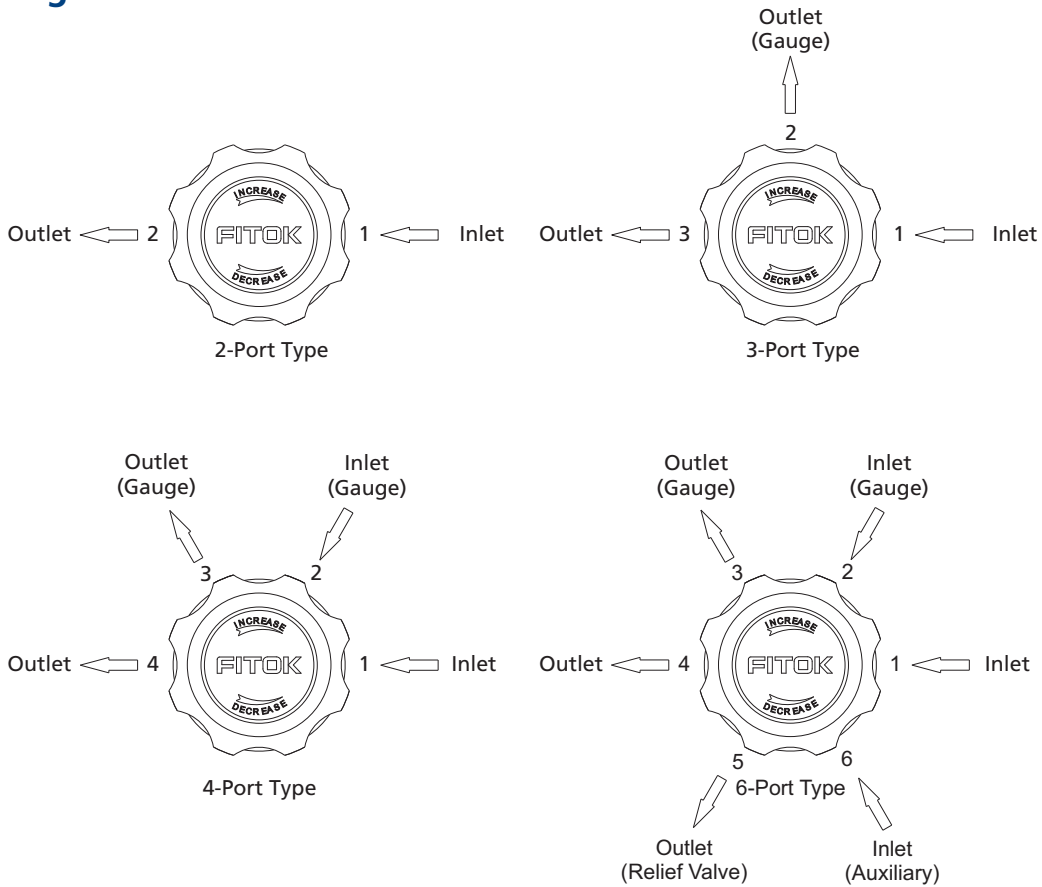 Outlet
(Gauge)
2
INCREASE
Outlet 2 FITOK 1 Inlet
DECREASE
2-Port Type
INCREASE
Outlet 3 FITOK 1 Inlet
DECREASE
3-Port Type
Outlet
(Gauge)
Inlet
(Gauge)
3 2
INCREASE
Outlet 4 FITOK 1 Inlet
DECREASE
4-Port Type
Outlet
(Gauge)
Inlet
(Gauge)
3 2
INCREASE
Outlet 4 FITOK 1 Inlet
DECREASE
5 6
6-Port Type
Outlet
(Relief Valve)
Inlet
(Auxiliary)